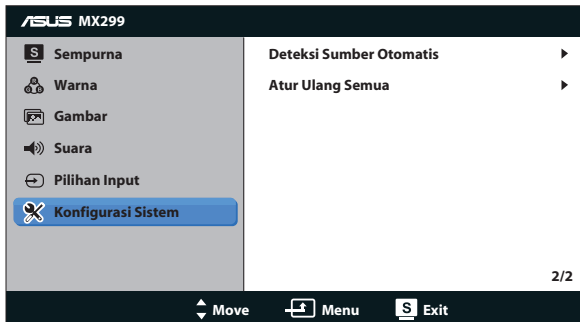 ASUS MX299
S Sempurna
Warna
Gambar
Suara
Pilihan Input
Konfigurasi Sistem
Deteksi Sumber Otomatis
Atur Ulang Semua
2/2
Move Menu S Exit